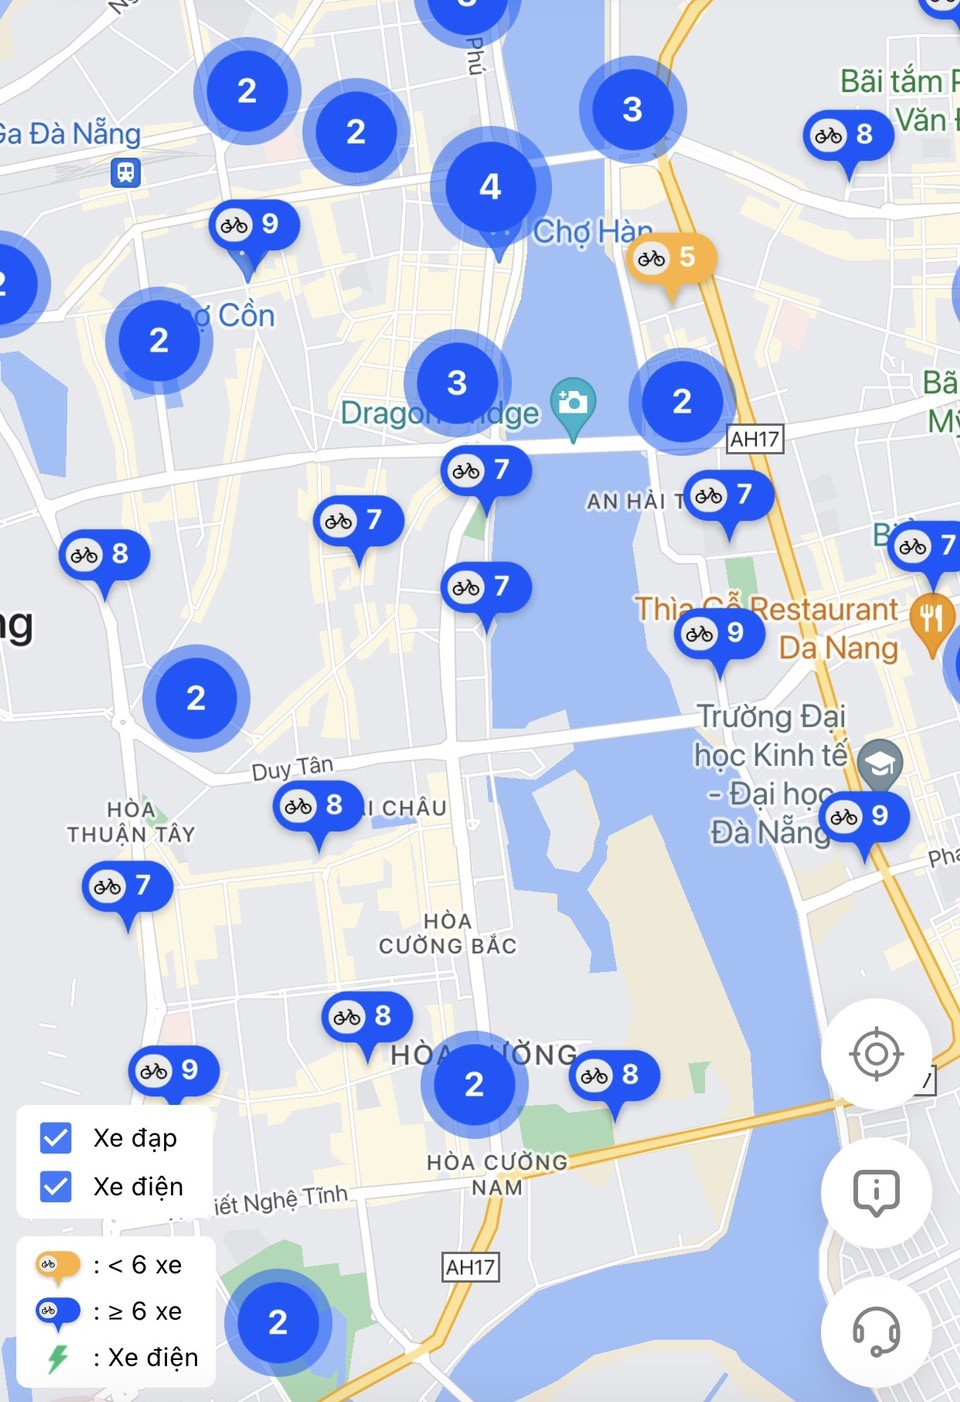 Phú
2
3
2
8
Bãi tắm P
Văn Đ
Ga Đà Nẵng
4
9
Chợ Hàn
5
2
Cồn
2
3
2
Dragon
AH17
7
AN HẢI T
7
7
8
7
7
Thìa Gỗ Restaurant
Da Nang
9
ng
2
Trường Đại
học Kinh tế
- Đại học
Đà Nẵng
9
Duy Tân
8
I CHÂU
HÒA
THUẬN TÂY
7
Pha
HÒA
CƯỜNG BẮC
8
HÒA CƯỜNG
2
8
9
Xe đạp
Xe điện
HÒA CƯỜNG
NAM
iết Nghệ Tĩnh
: < 6 xe
: ≥ 6 xe
: Xe điện
AH17
2
7